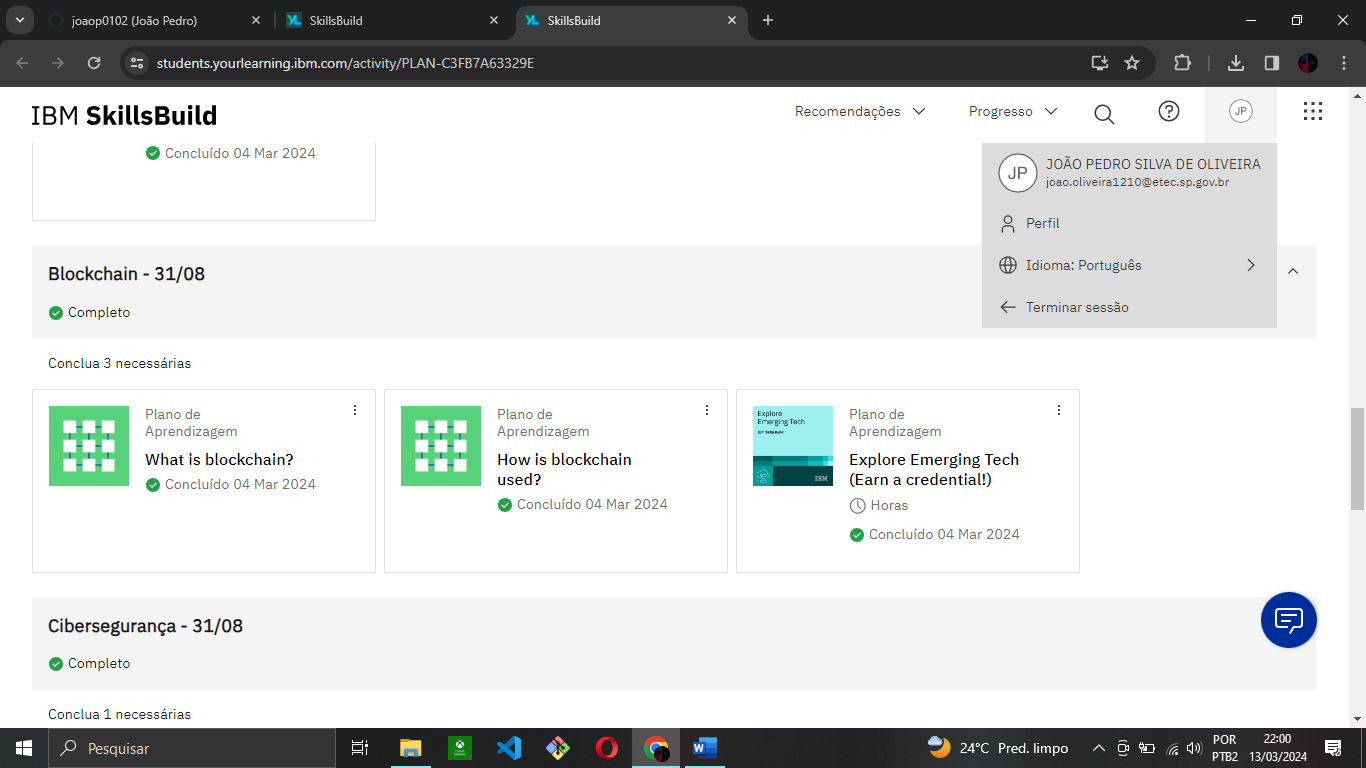 joaop0102 (João Pedro)
SkillsBuild
SkillsBuild
students.yourlearning.ibm.com/activity/PLAN-C3FB7A63329E
IBM SkillsBuild
Recomendações
Progresso
JP
Concluído 04 Mar 2024
JP
JOÃO PEDRO SILVA DE OLIVEIRA
joao.oliveira1210@etec.sp.gov.br
Perfil
Idioma: Português
Terminar sessão
Blockchain - 31/08
Completo
Conclua 3 necessárias
Plano de
Aprendizagem
What is blockchain?
Concluído 04 Mar 2024
Plano de
Aprendizagem
How is blockchain
used?
Concluído 04 Mar 2024
Explore
Emerging Tech
IBM SkillsBuild
IBM
Plano de
Aprendizagem
Explore Emerging Tech
(Earn a credential!)
Horas
Concluído 04 Mar 2024
Cibersegurança - 31/08
Completo
Conclua 1 necessárias
Pesquisar
24°C Pred. limpo
POR
PTB2
22:00
13/03/2024